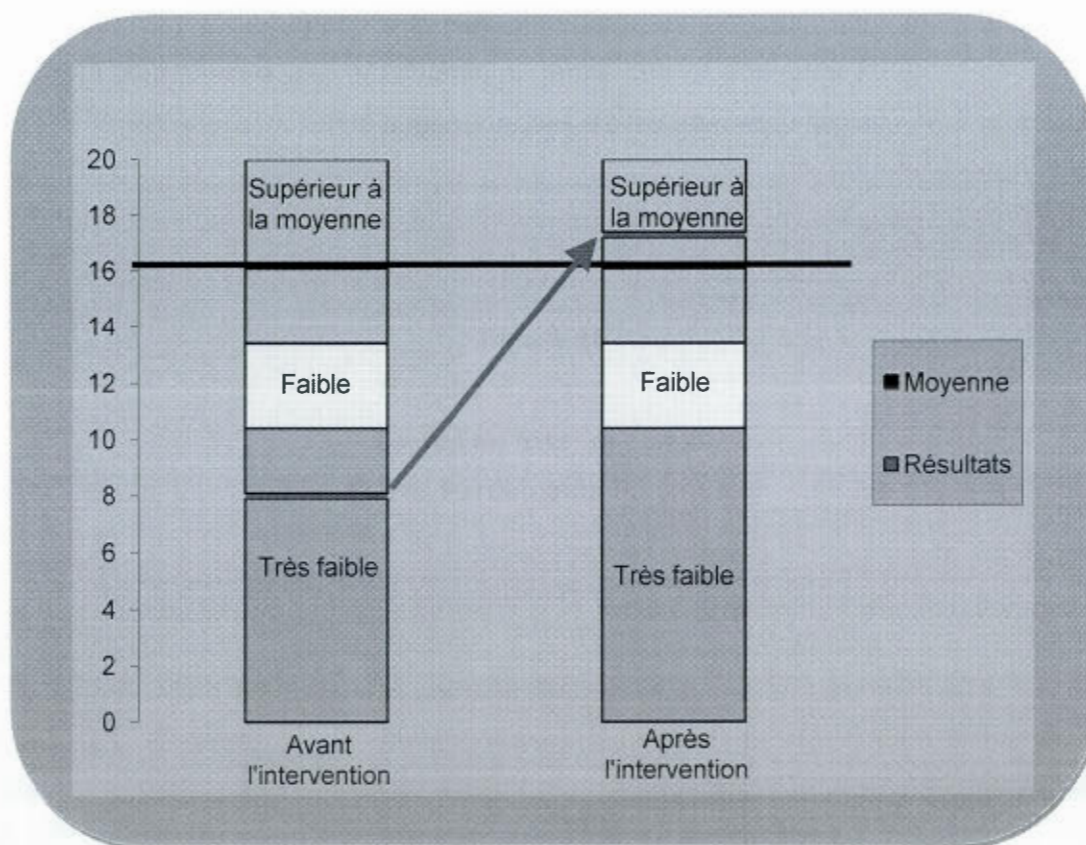 20
18
16
14
12
10
8
6
4
2
0
Supérieur à
la moyenne
Faible
Très faible
Supérieur à
la moyenne
Faible
Très faible
Avant
l'intervention
Après
l'intervention
Moyenne
Résultats